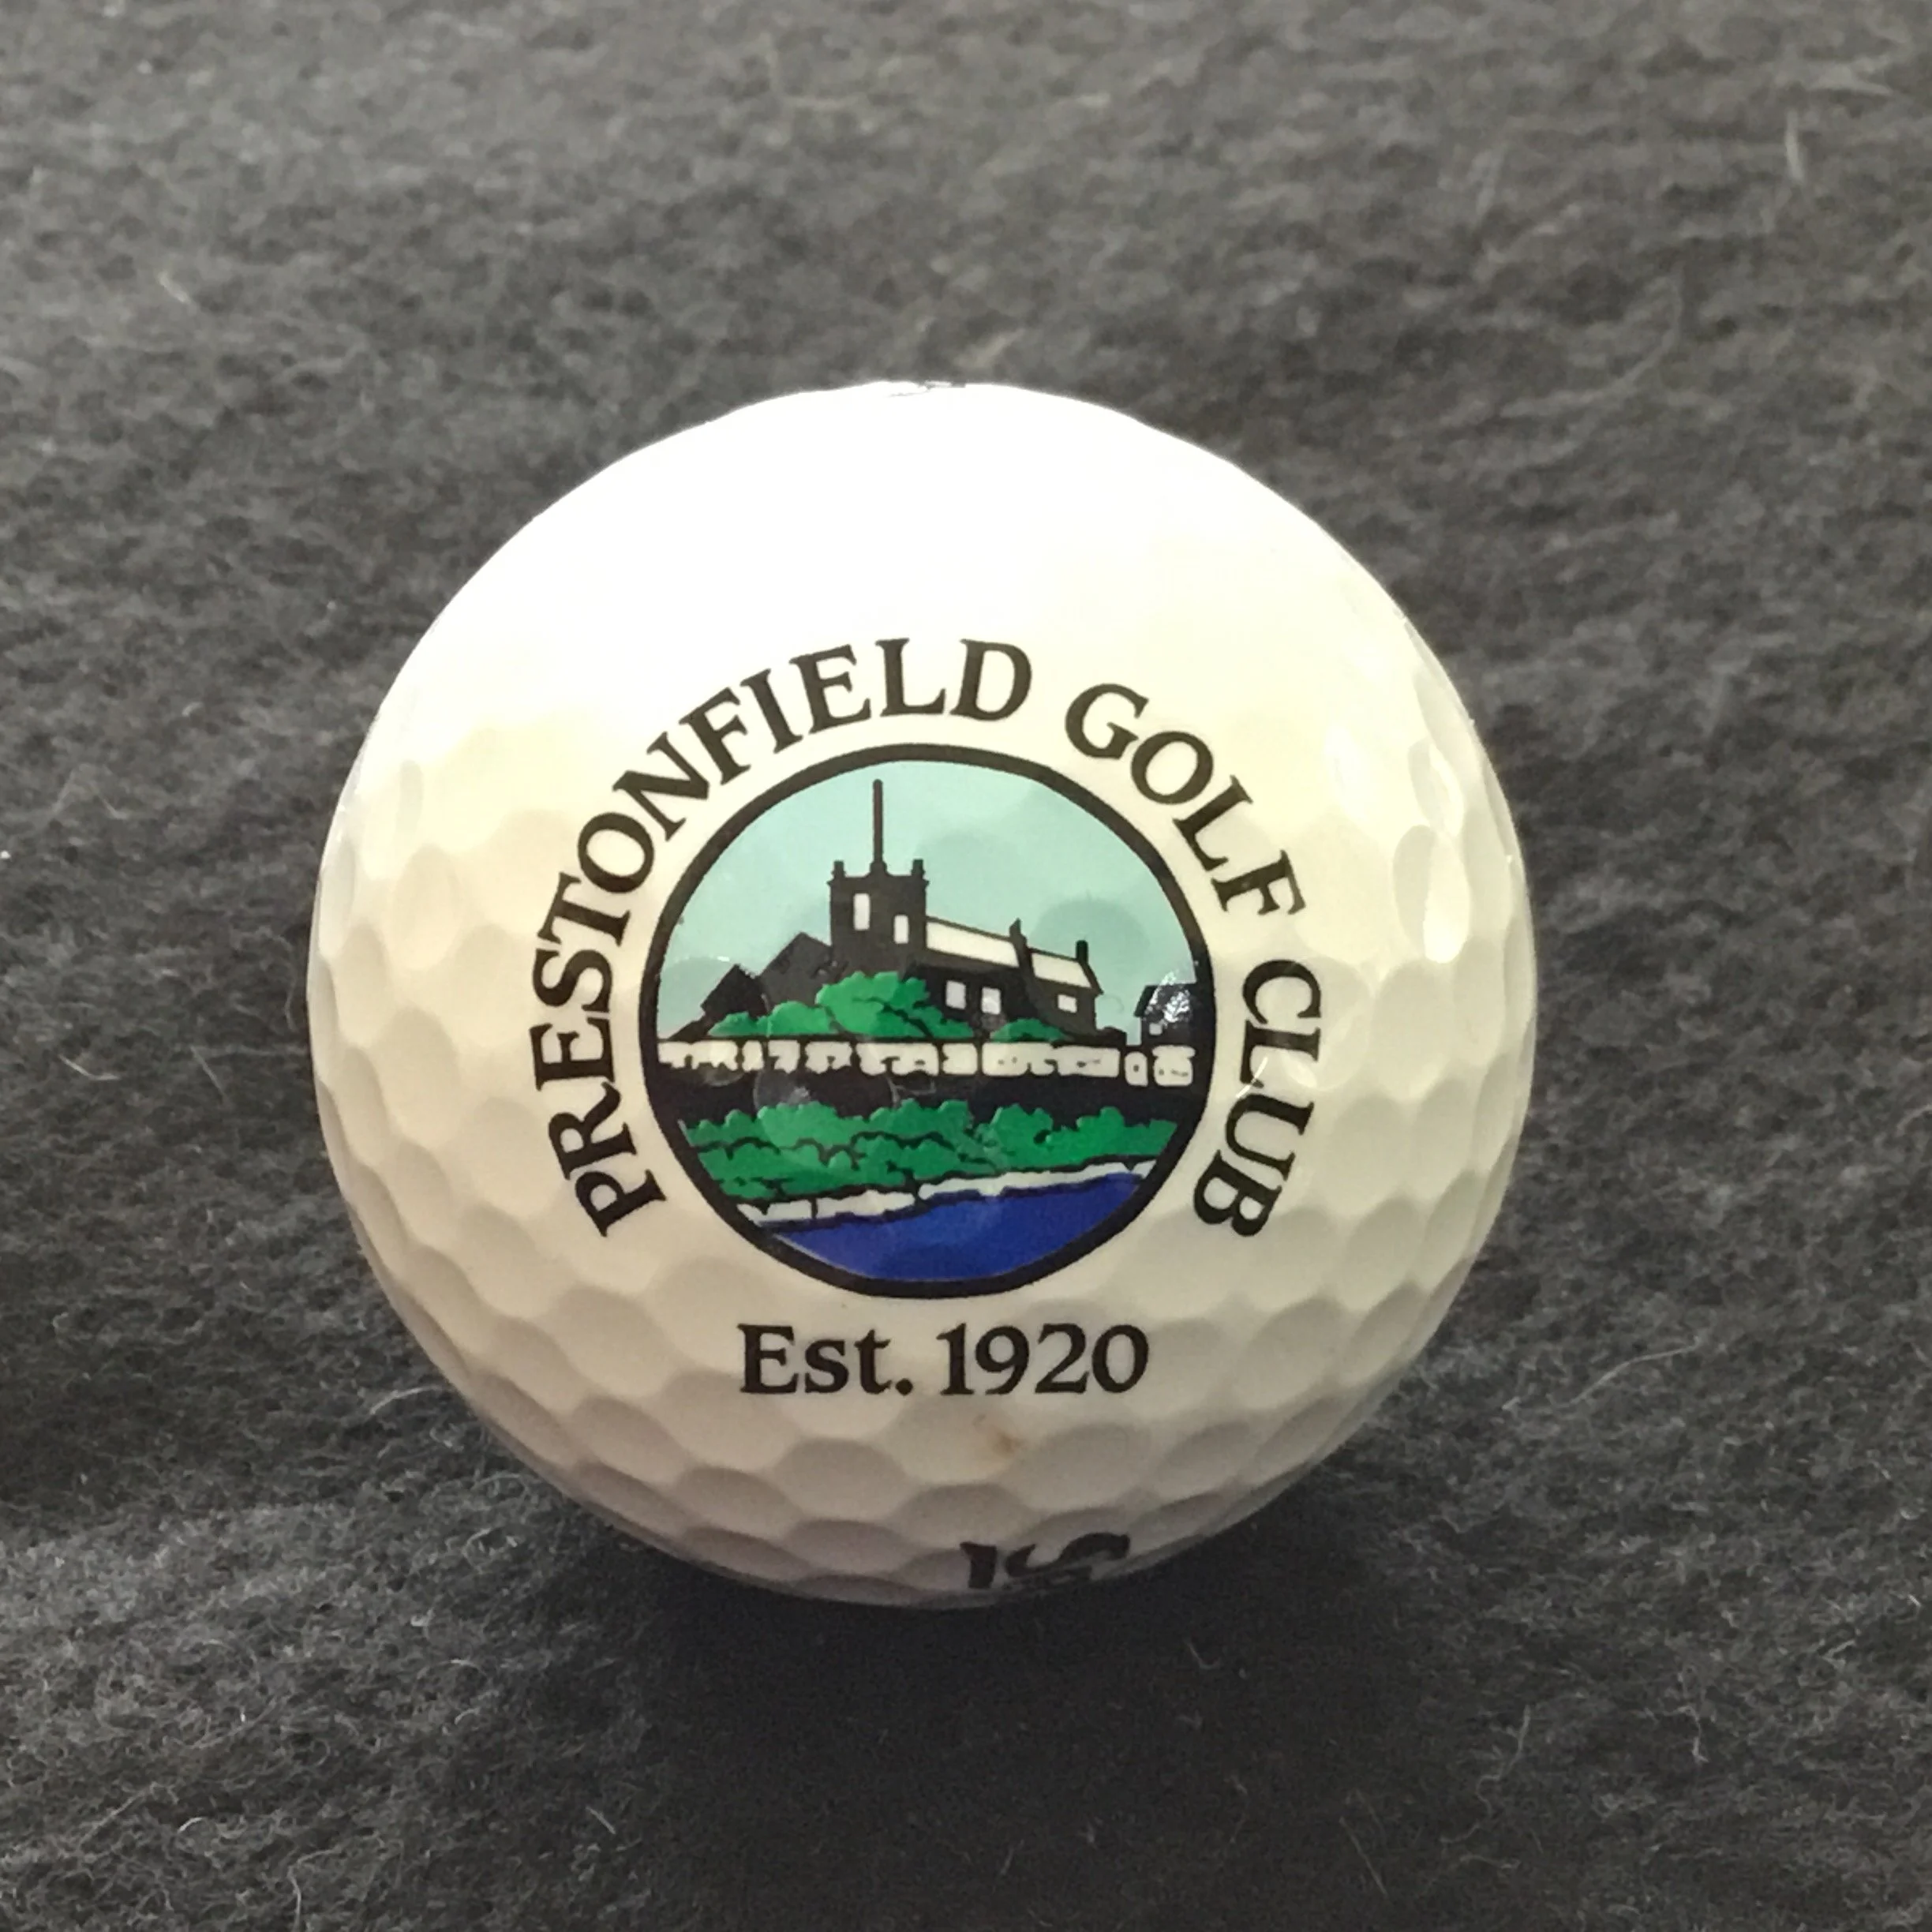 PRESTONFIELD GOLF CLUB
Est. 1920